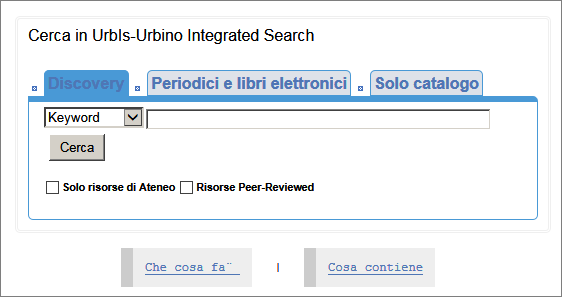 Cerca in UrbIs-Urbino Integrated Search
Discovery Periodici e libri elettronici Solo catalogo
Keyword
Cerca
Solo risorse di Ateneo Risorse Peer-Reviewed
Che cosa fa¨ | Cosa contiene